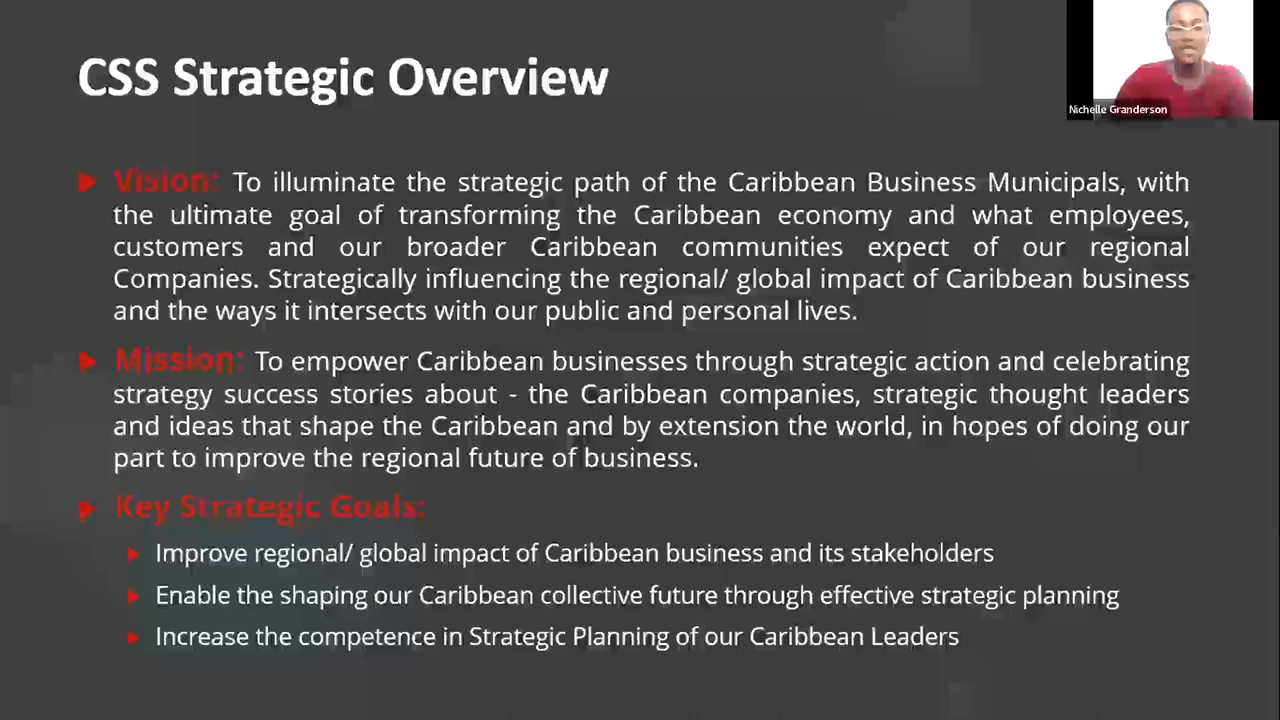 CSS Strategic Overview
Nichelle Granderson
Vision: To illuminate the strategic path of the Caribbean Business Municipals, with
the ultimate goal of transforming the Caribbean economy and what employees,
customers and our broader Caribbean communities expect of our regional
Companies. Strategically influencing the regional/ global impact of Caribbean business
and the ways it intersects with our public and personal lives.
Mission: To empower Caribbean businesses through strategic action and celebrating
strategy success stories about - the Caribbean companies, strategic thought leaders
and ideas that shape the Caribbean and by extension the world, in hopes of doing our
part to improve the regional future of business.
Key Strategic Goals:
Improve regional/ global impact of Caribbean business and its stakeholders
Enable the shaping our Caribbean collective future through effective strategic planning
Increase the competence in Strategic Planning of our Caribbean Leaders